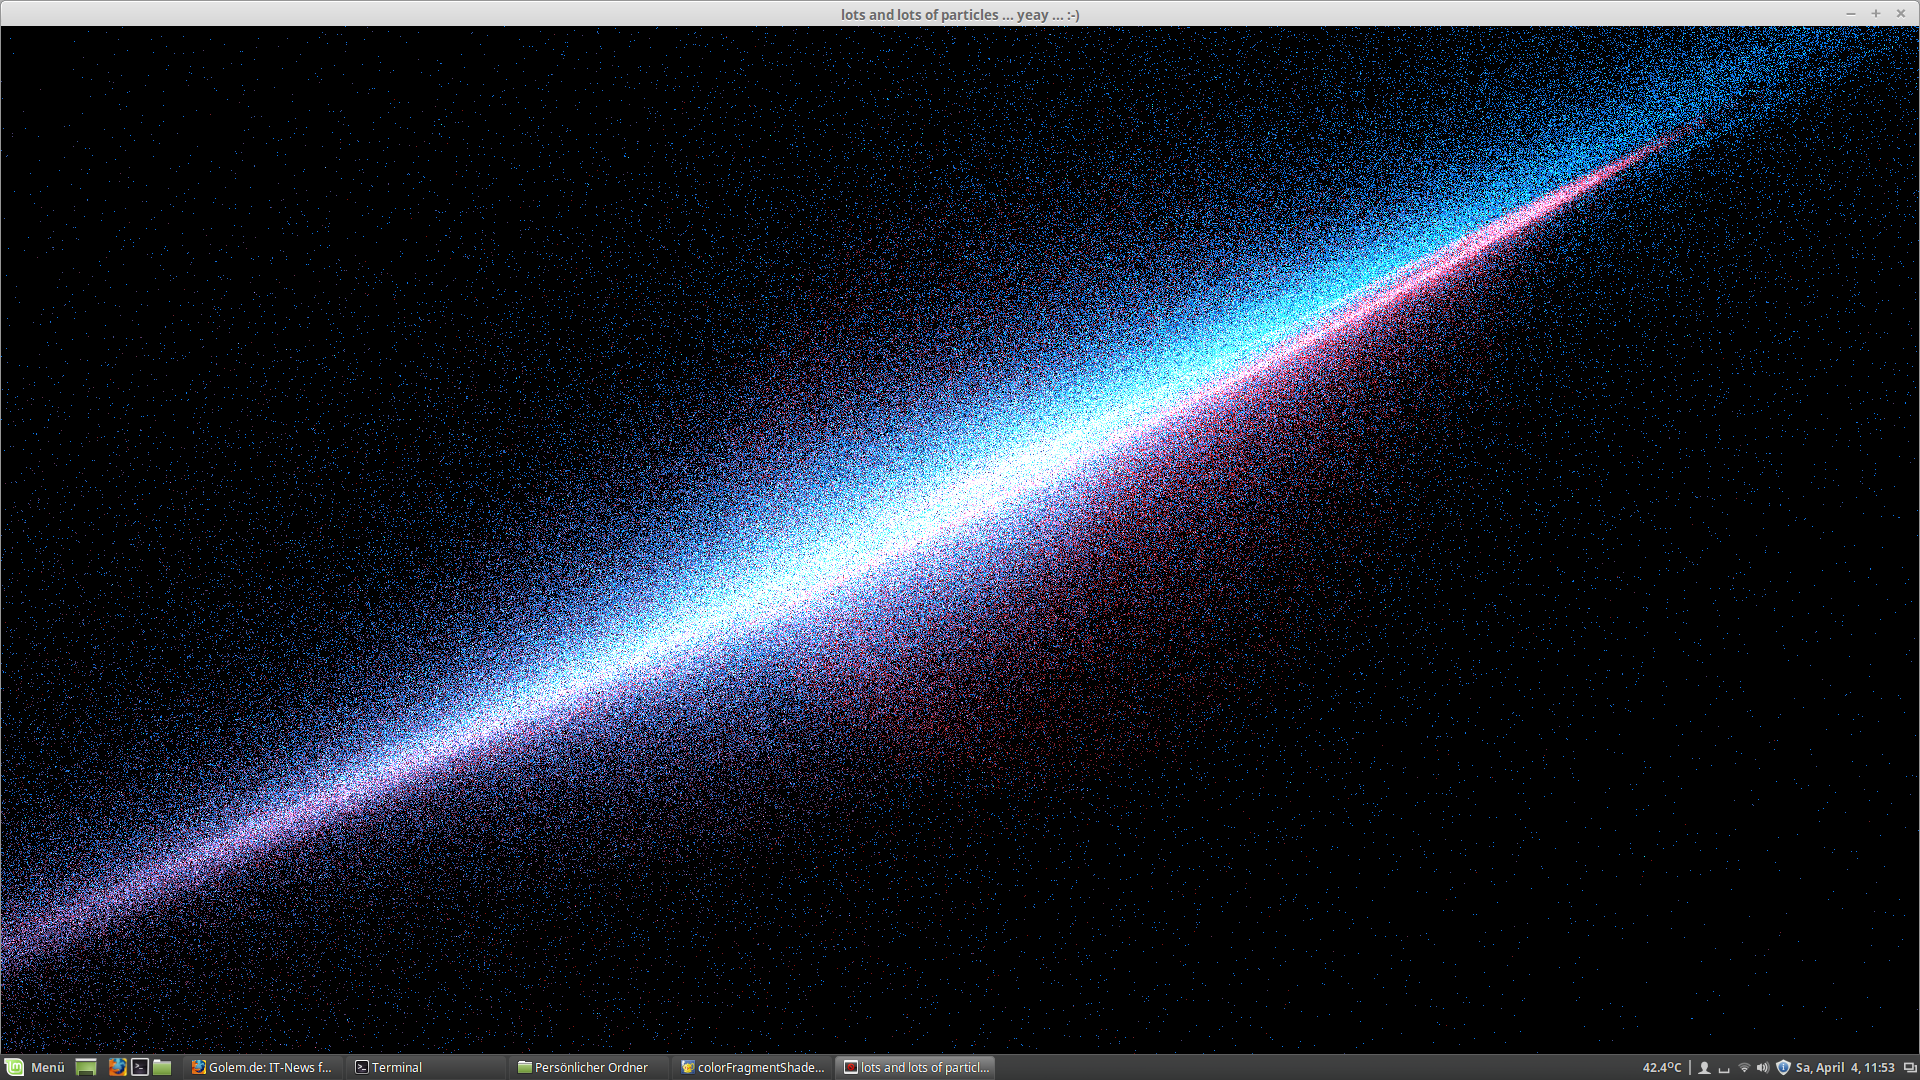 lots and lots of particles ... yeay ... :-)
Menü
Golem.de: IT-News f...
Terminal
Persönlicher Ordner
colorFragmentShade...
lots and lots of particl...
42.4°C
Sa, April 4, 11:53